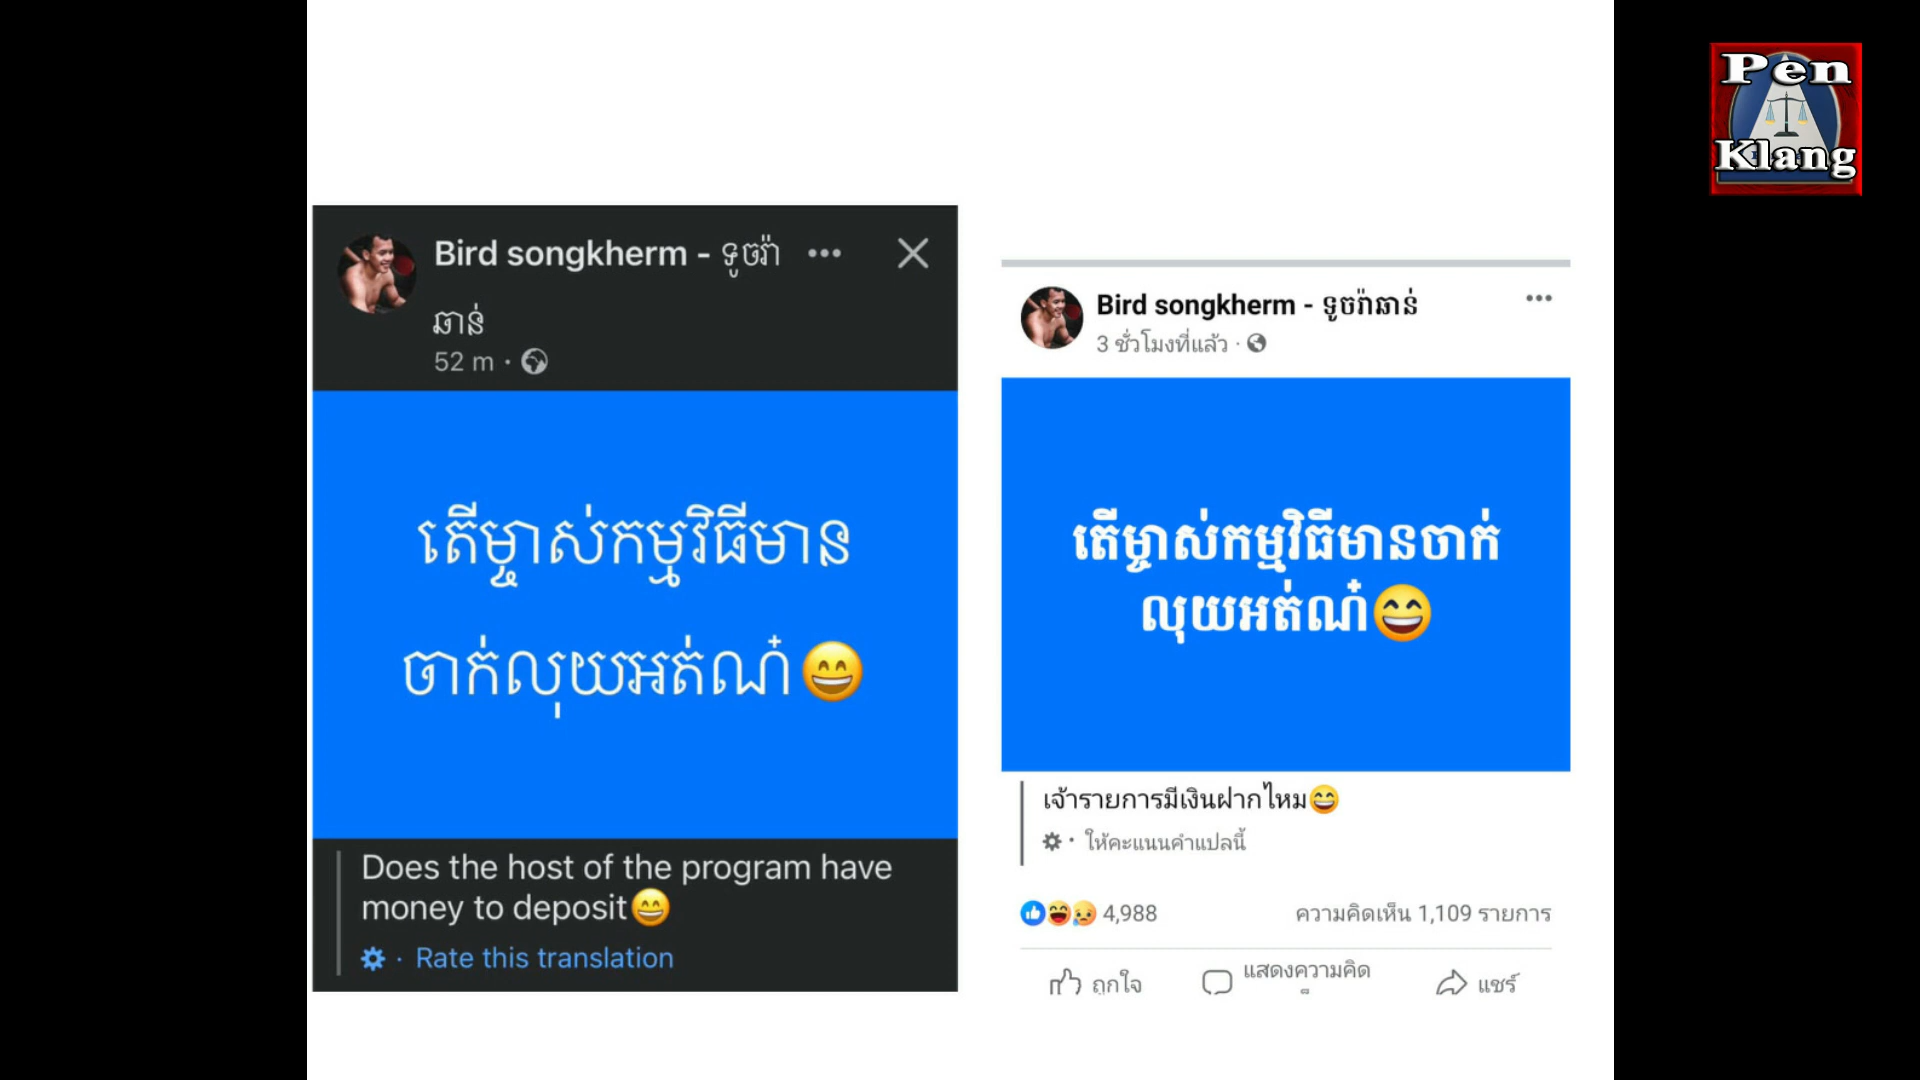 Pen
Klang
Bird songkherm - ទូចរ៉ា
ឆាន់
52 m ·
តើម្ចាស់កម្មវិធីមាន
ចាក់លុយអត់ណ៎😄
Does the host of the program have
money to deposit😄
· Rate this translation
Bird songkherm - ទូចរ៉ាឆាន់
3 ชั่วโมงที่แล้ว ·
តើម្ចាស់កម្មវិធីមានចាក់
លុយអត់ណ៎😄
เจ้ารายการมีเงินฝากไหม😄
· ให้คะแนนคำแปลนี้
4,988
ความคิดเห็น 1,109 รายการ
ถูกใจ
แสดงความคิด
แชร์